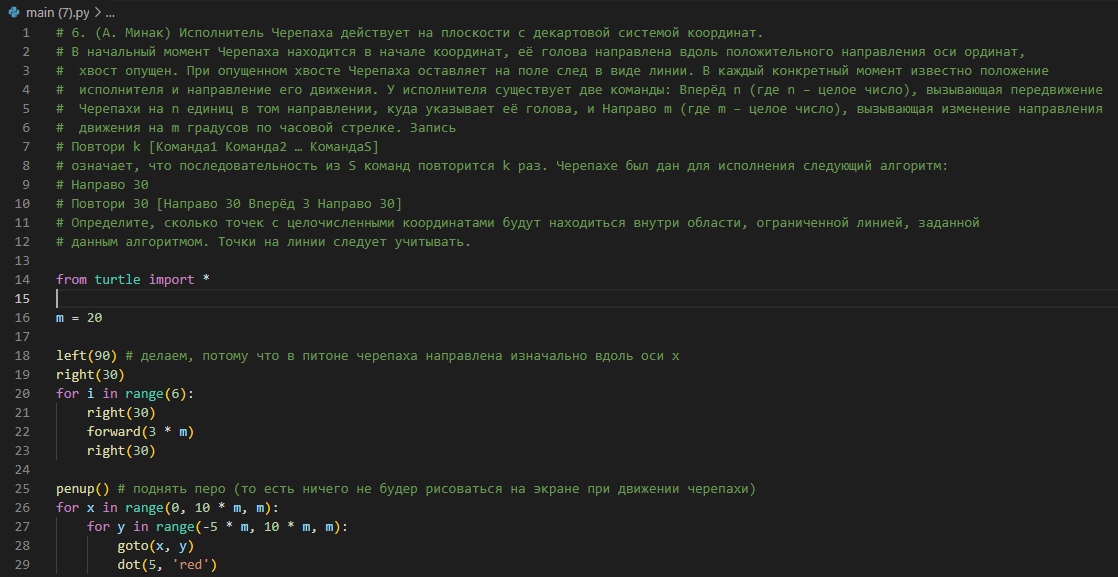 main (7).py > ...
1 # 6. (А. Минак) Исполнитель Черепаха действует на плоскости с декартовой системой координат.
2 # В начальный момент Черепаха находится в начале координат, её голова направлена вдоль положительного направления оси ординат,
3 #  хвост опущен. При опущенном хвосте Черепаха оставляет на поле след в виде линии. В каждый конкретный момент известно положение
4 #  исполнителя и направление его движения. У исполнителя существует две команды: Вперёд n (где n – целое число), вызывающая передвижение
5 #  Черепахи на n единиц в том направлении, куда указывает её голова, и Направо m (где m – целое число), вызывающая изменение направления
6 #  движения на m градусов по часовой стрелке. Запись
7 # Повтори k [Команда1 Команда2 … КомандаS]
8 # означает, что последовательность из S команд повторится k раз. Черепахе был дан для исполнения следующий алгоритм:
9 # Направо 30
10 # Повтори 30 [Направо 30 Вперёд 3 Направо 30]
11 # Определите, сколько точек с целочисленными координатами будут находиться внутри области, ограниченной линией, заданной
12 # данным алгоритмом. Точки на линии следует учитывать.
13
14 from turtle import *
15
16 m = 20
17
18 left(90) # делаем, потому что в питоне черепаха направлена изначально вдоль оси x
19 right(30)
20 for i in range(6):
21     right(30)
22     forward(3 * m)
23     right(30)
24
25 penup() # поднять перо (то есть ничего не будер рисоваться на экране при движении черепахи)
26 for x in range(0, 10 * m, m):
27     for y in range(-5 * m, 10 * m, m):
28         goto(x, y)
29         dot(5, 'red')